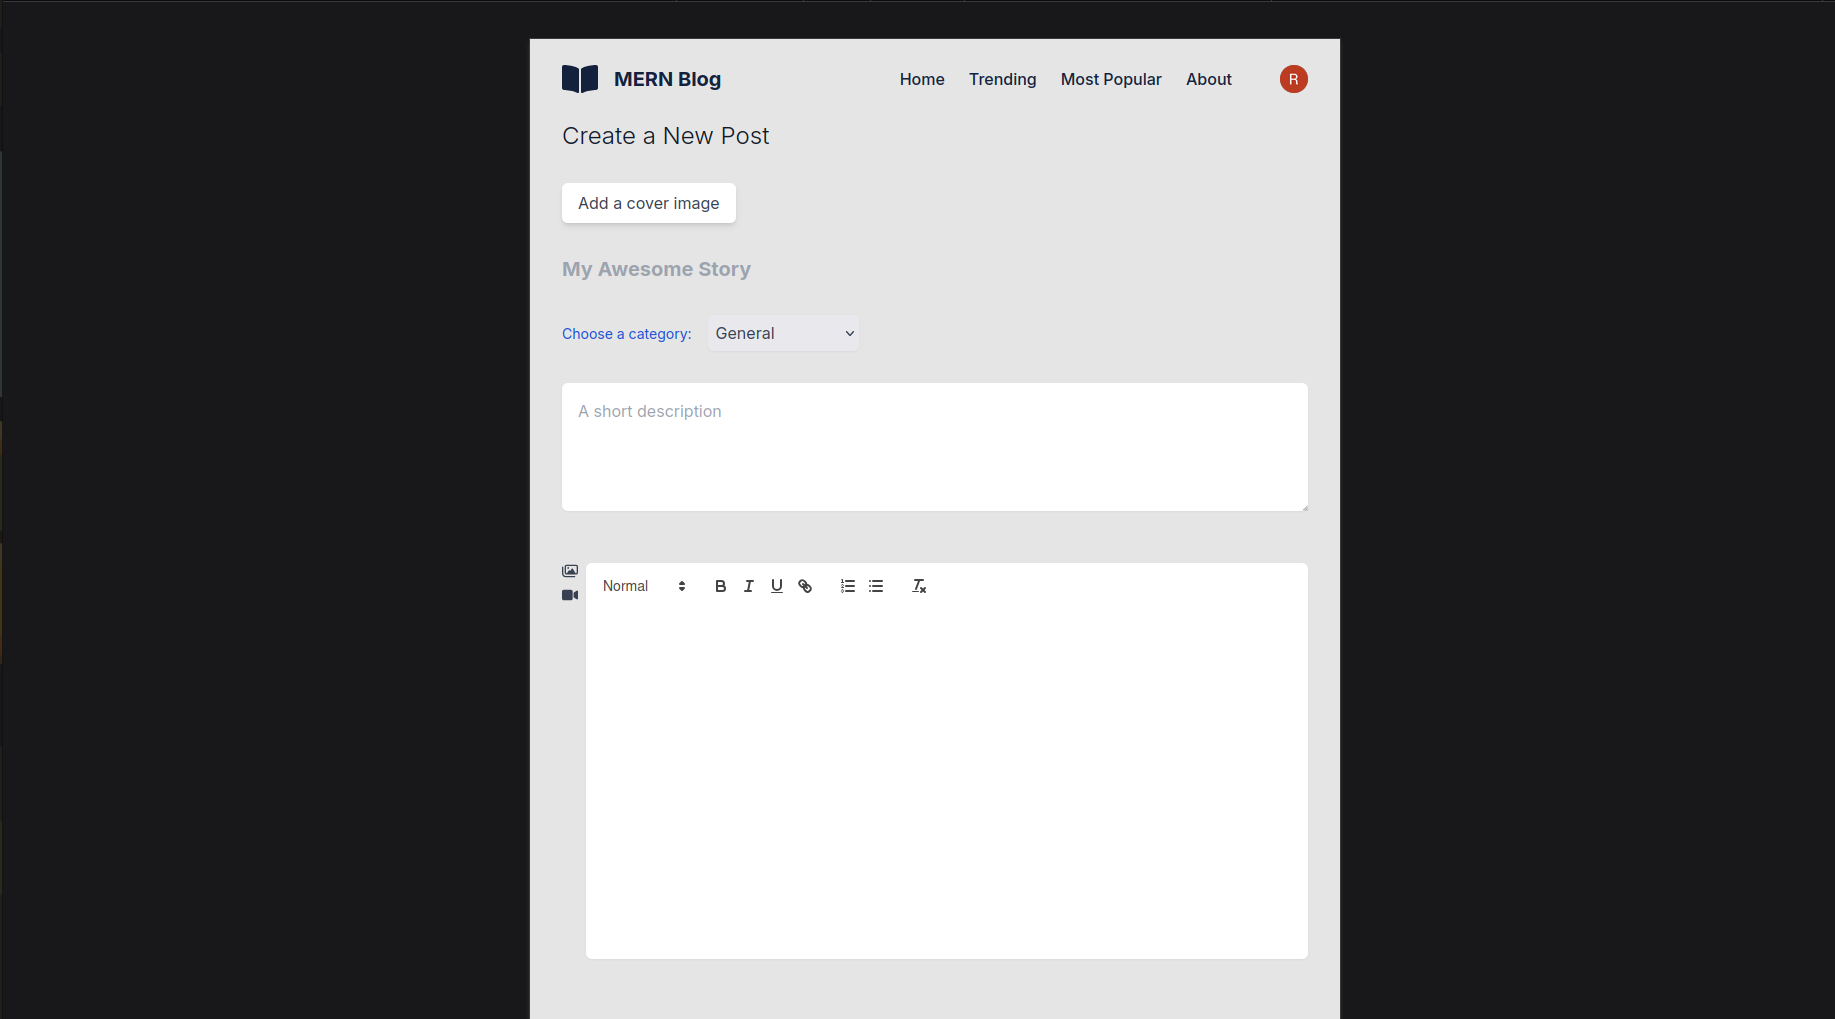 MERN Blog Home Trending Most Popular About R
Create a New Post
Add a cover image
My Awesome Story
Choose a category: General
A short description
Normal B I U